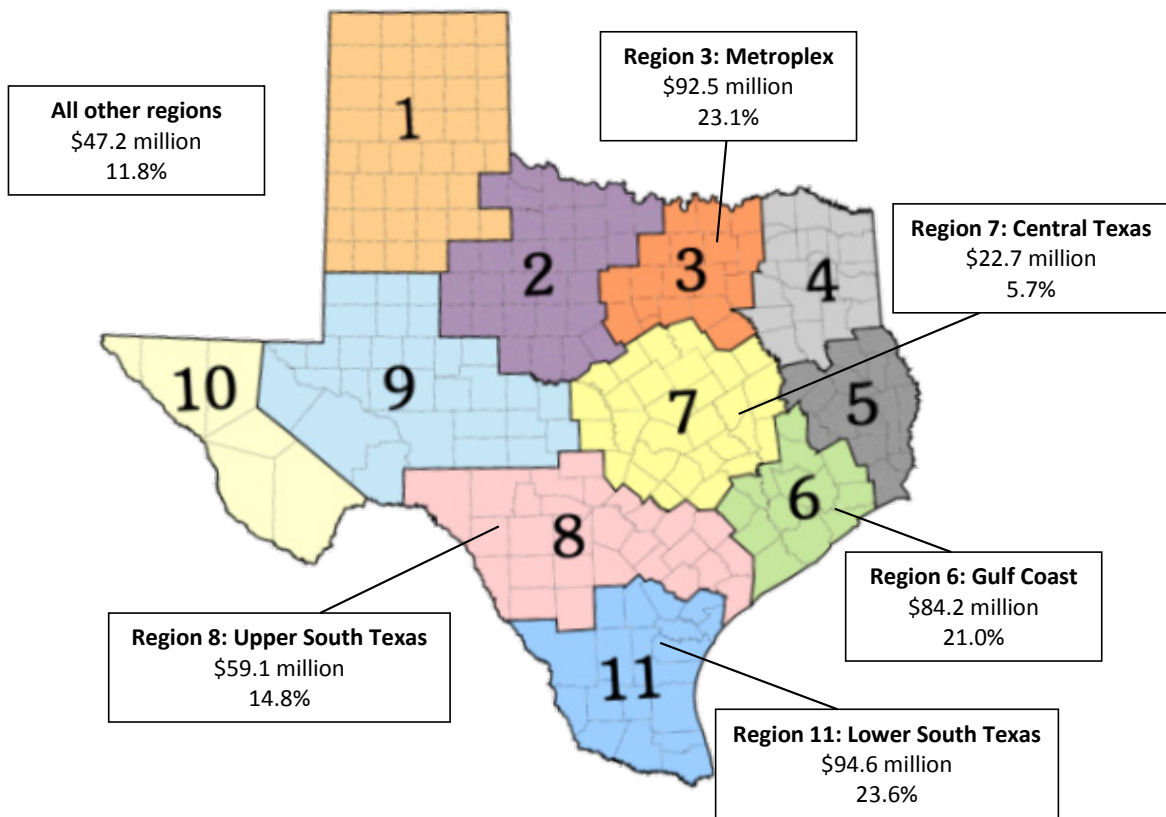 Region 3: Metroplex
$92.5 million
23.1%
All other regions
$47.2 million
11.8%
1
Region 7: Central Texas
$22.7 million
5.7%
2
3
4
10
9
7
5
6
8
Region 6: Gulf Coast
$84.2 million
21.0%
Region 8: Upper South Texas
$59.1 million
14.8%
11
Region 11: Lower South Texas
$94.6 million
23.6%